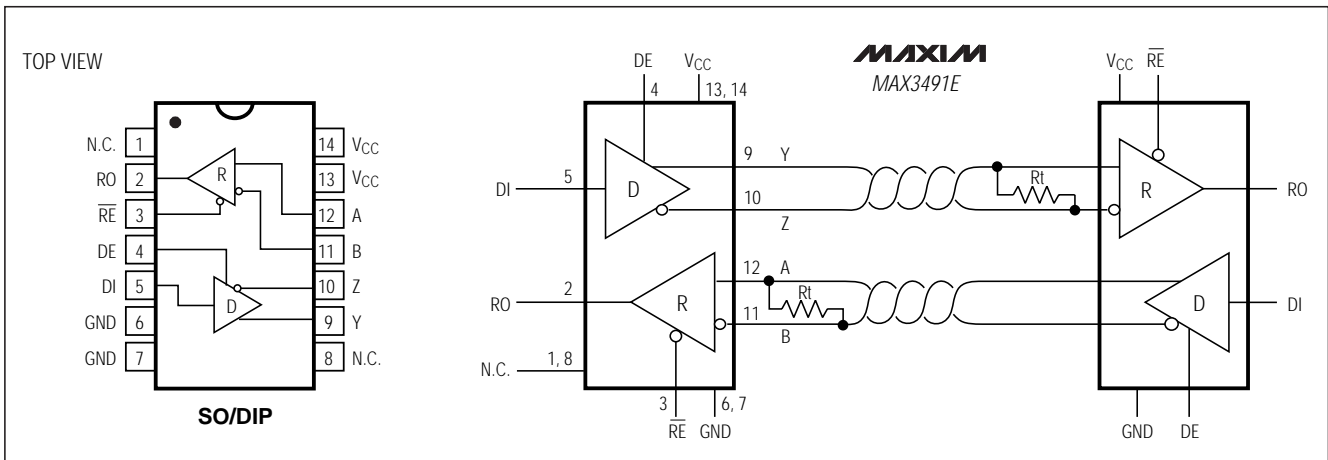 TOP VIEW
N.C. 1
RO 2
RE 3
DE 4
DI 5
GND 6
GND 7
14 VCC
13 VCC
12 A
11 B
10 Z
9 Y
8 N.C.
R
D
SO/DIP
MAXIM
MAX3491E
DE
4
VCC
13, 14
DI 5
D
9 Y
10
Z
Rt
RO 2
R
12 A
Rt
11
B
N.C. 1, 8
3
RE
6, 7
GND
VCC RE
R
RO
D
DI
GND DE